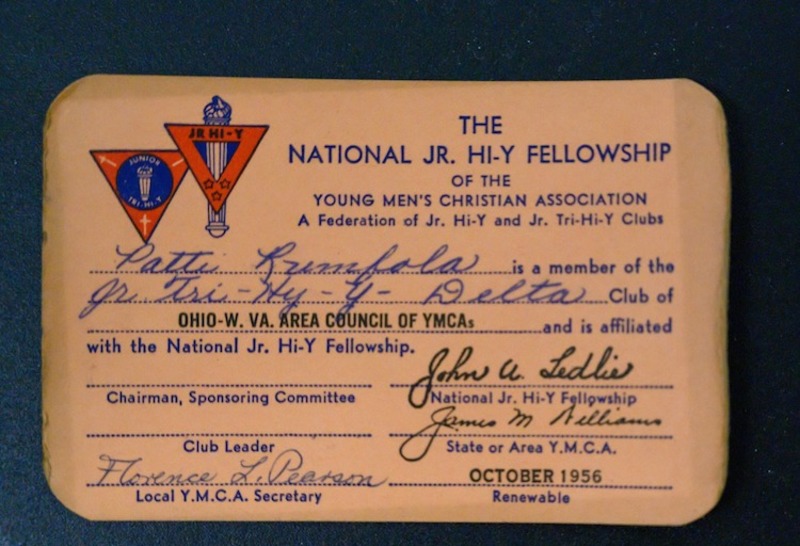 JR HI-Y
JUNIOR
TRI-HI-Y
THE
NATIONAL JR. HI-Y FELLOWSHIP
OF THE
YOUNG MEN'S CHRISTIAN ASSOCIATION
A Federation of Jr. Hi-Y and Jr. Tri-Hi-Y Clubs
Patti Rumfola is a member of the
Jr. Tri-Hy-Y- Delta Club of
OHIO-W. VA. AREA COUNCIL OF YMCAs and is affiliated
with the National Jr. Hi-Y Fellowship.
John A. Ledlie
Chairman, Sponsoring Committee National Jr. Hi-Y Fellowship
James M Williams
Club Leader State or Area Y.M.C.A.
Florence L. Pearson OCTOBER 1956
Local Y.M.C.A. Secretary Renewable